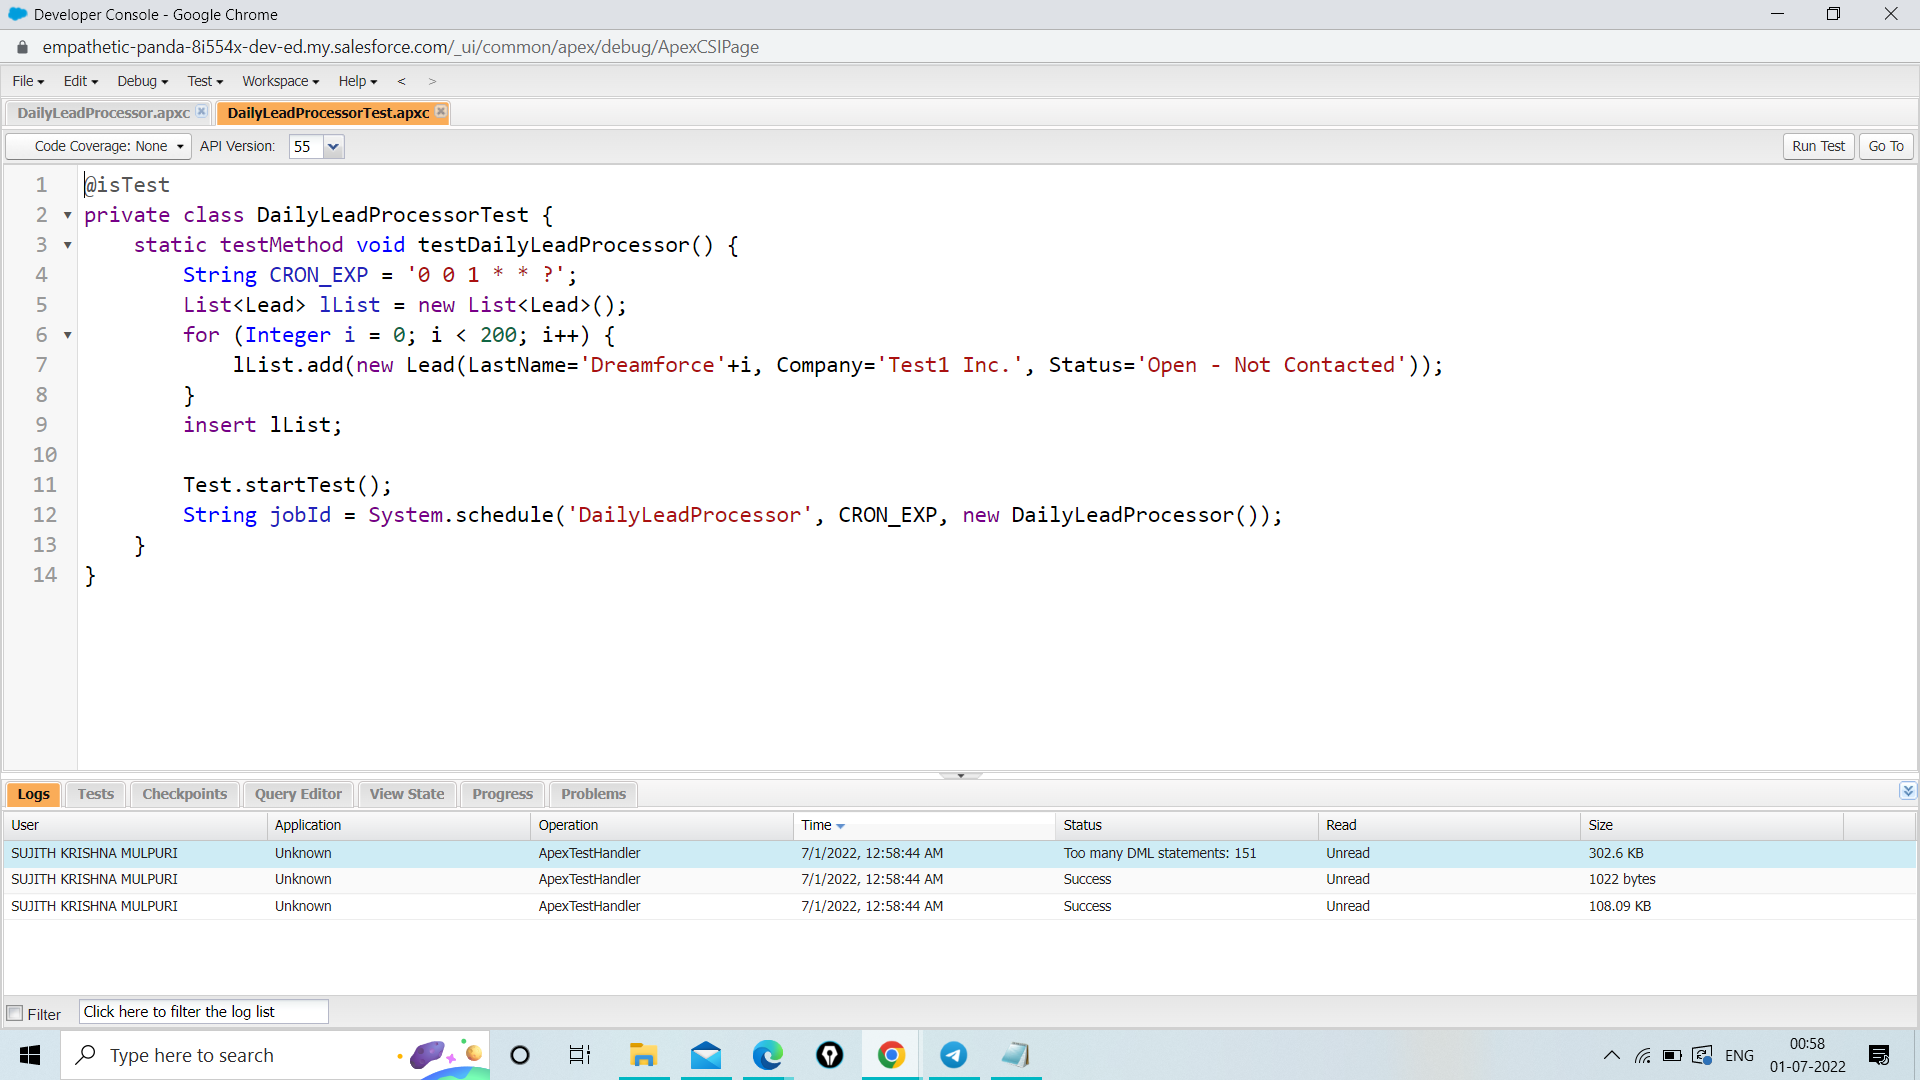 Developer Console - Google Chrome
empathetic-panda-8i554x-dev-ed.my.salesforce.com/_ui/common/apex/debug/ApexCSIPage
File Edit Debug Test Workspace Help < >
DailyLeadProcessor.apxc DailyLeadProcessorTest.apxc
Code Coverage: None API Version: 55 Run Test Go To
1 @isTest
2 private class DailyLeadProcessorTest {
3 static testMethod void testDailyLeadProcessor() {
4 String CRON_EXP = '0 0 1 * * ?';
5 List<Lead> lList = new List<Lead>();
6 for (Integer i = 0; i < 200; i++) {
7 lList.add(new Lead(LastName='Dreamforce'+i, Company='Test1 Inc.', Status='Open - Not Contacted'));
8 }
9 insert lList;
10
11 Test.startTest();
12 String jobId = System.schedule('DailyLeadProcessor', CRON_EXP, new DailyLeadProcessor());
13 }
14 }
Logs Tests Checkpoints Query Editor View State Progress Problems
User Application Operation Time Status Read Size
SUJITH KRISHNA MULPURI Unknown ApexTestHandler 7/1/2022, 12:58:44 AM Too many DML statements: 151 Unread 302.6 KB
SUJITH KRISHNA MULPURI Unknown ApexTestHandler 7/1/2022, 12:58:44 AM Success Unread 1022 bytes
SUJITH KRISHNA MULPURI Unknown ApexTestHandler 7/1/2022, 12:58:44 AM Success Unread 108.09 KB
Filter Click here to filter the log list
Type here to search ENG 00:58
01-07-2022